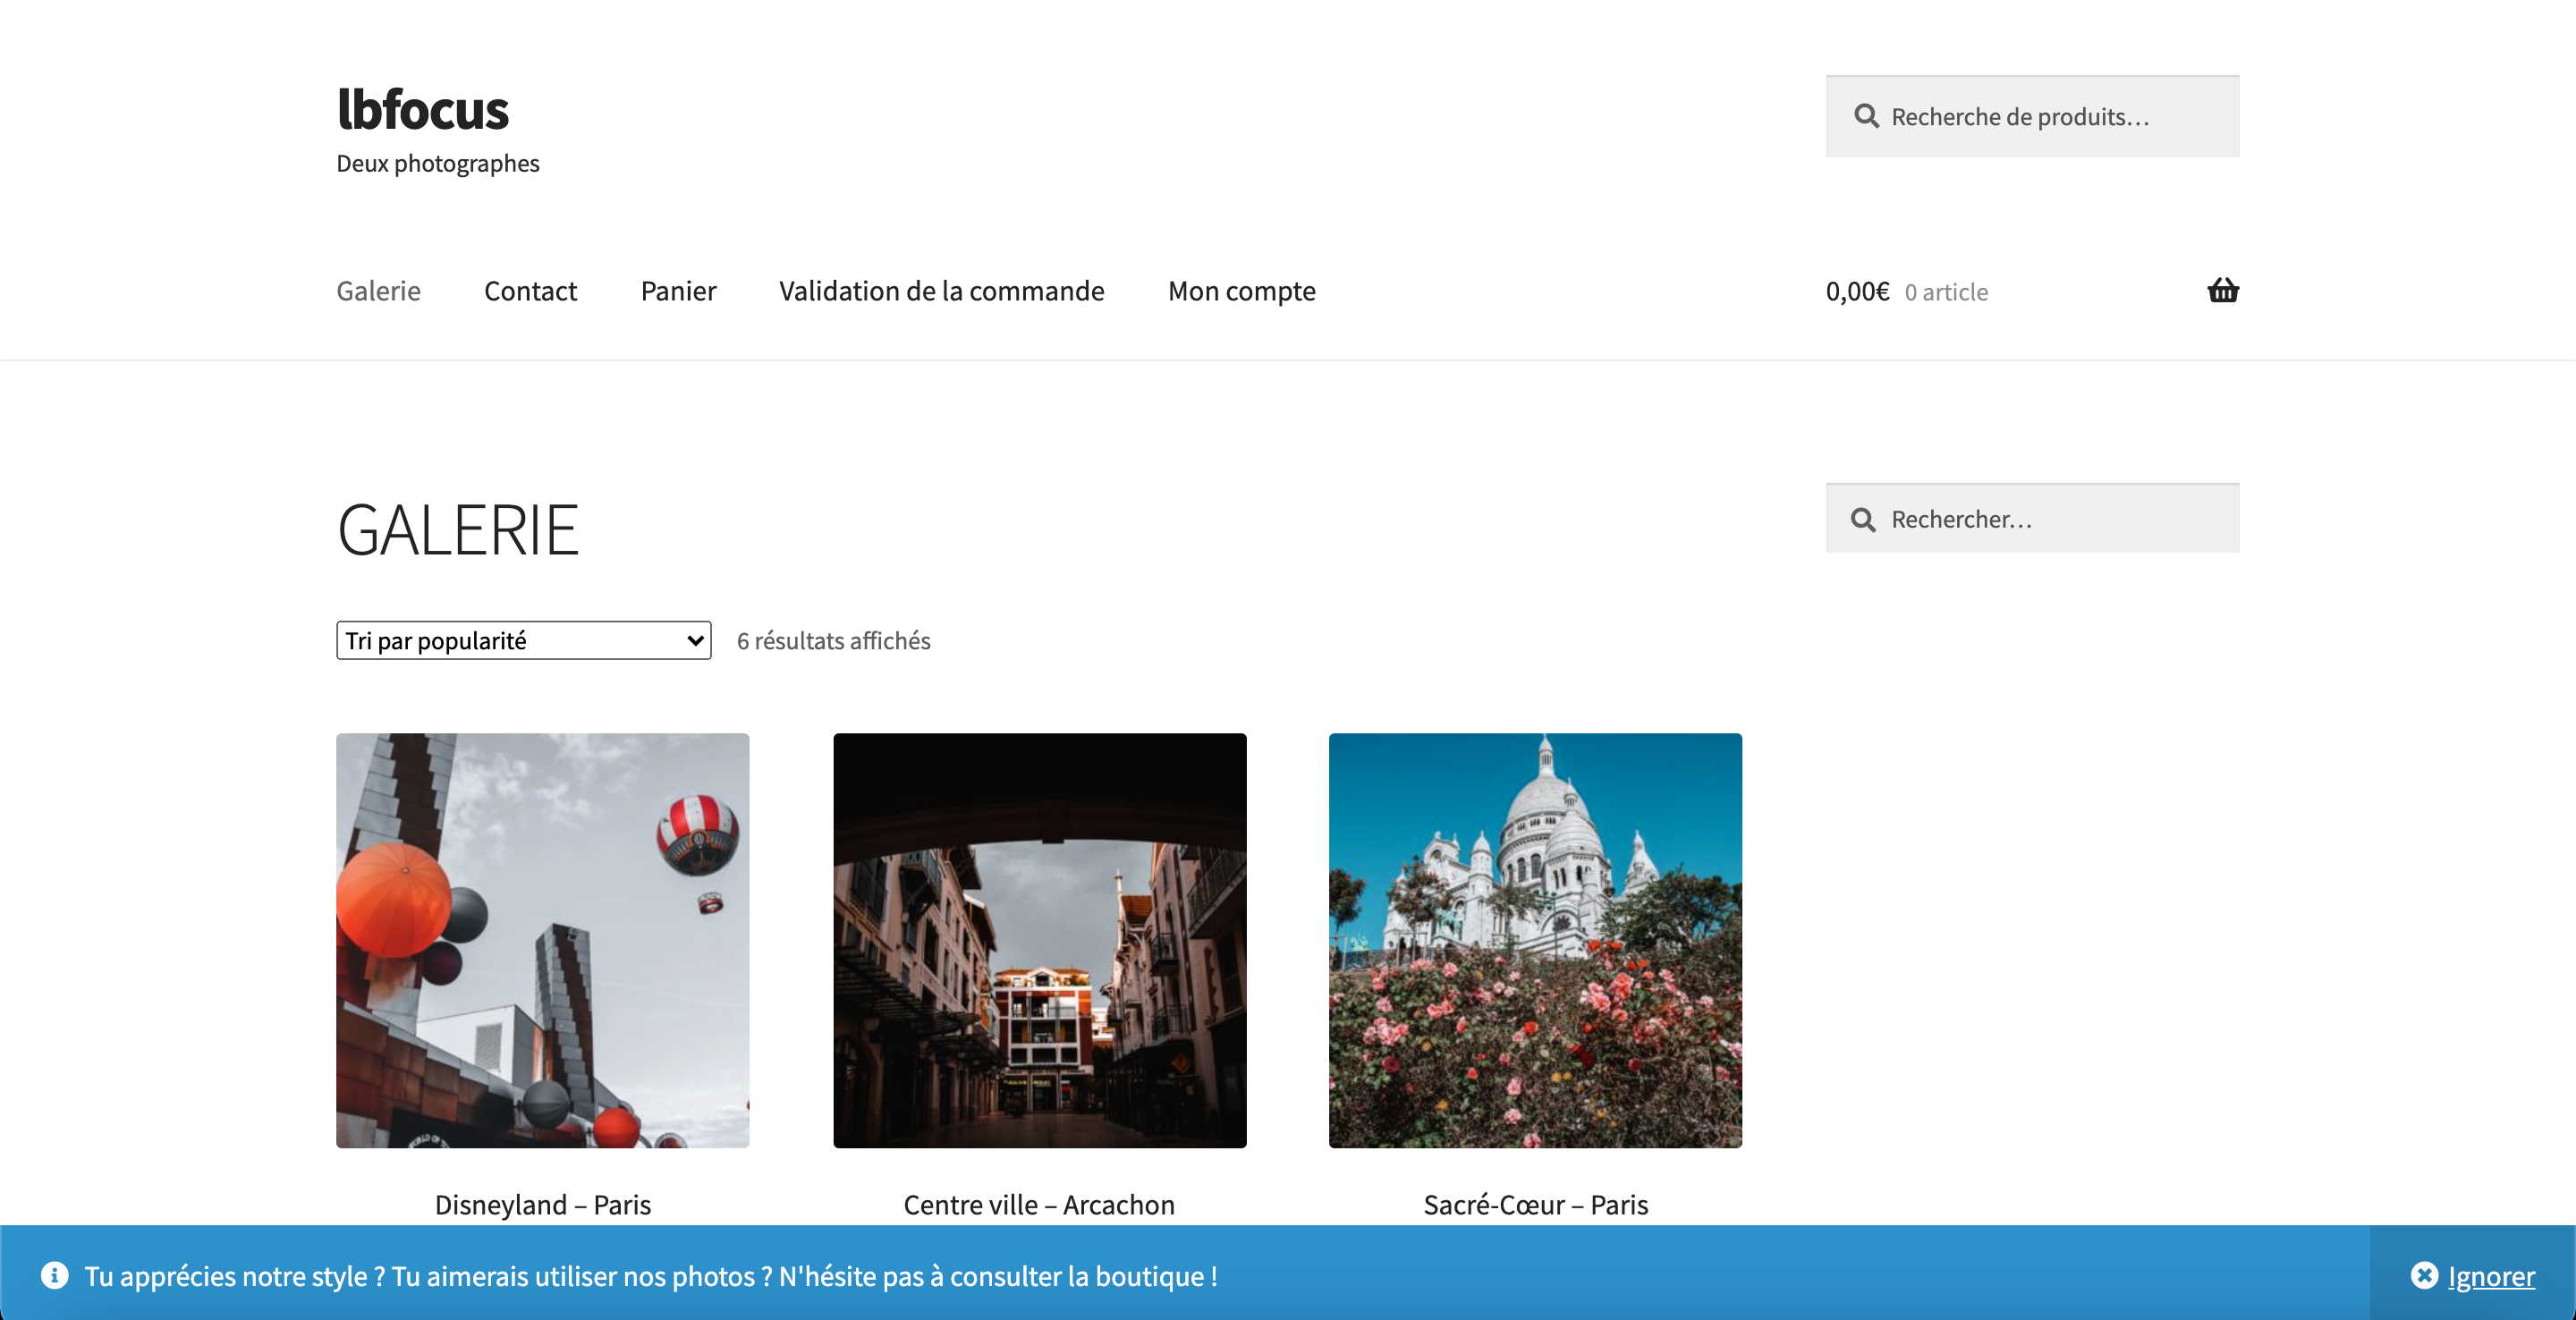 lbfocus
Deux photographes
Recherche de produits…
Galerie
Contact
Panier
Validation de la commande
Mon compte
0,00€ 0 article
GALERIE
Rechercher…
Tri par popularité
6 résultats affichés
Disneyland – Paris
Centre ville – Arcachon
Sacré-Cœur – Paris
Tu apprécies notre style ? Tu aimerais utiliser nos photos ? N'hésite pas à consulter la boutique !
Ignorer